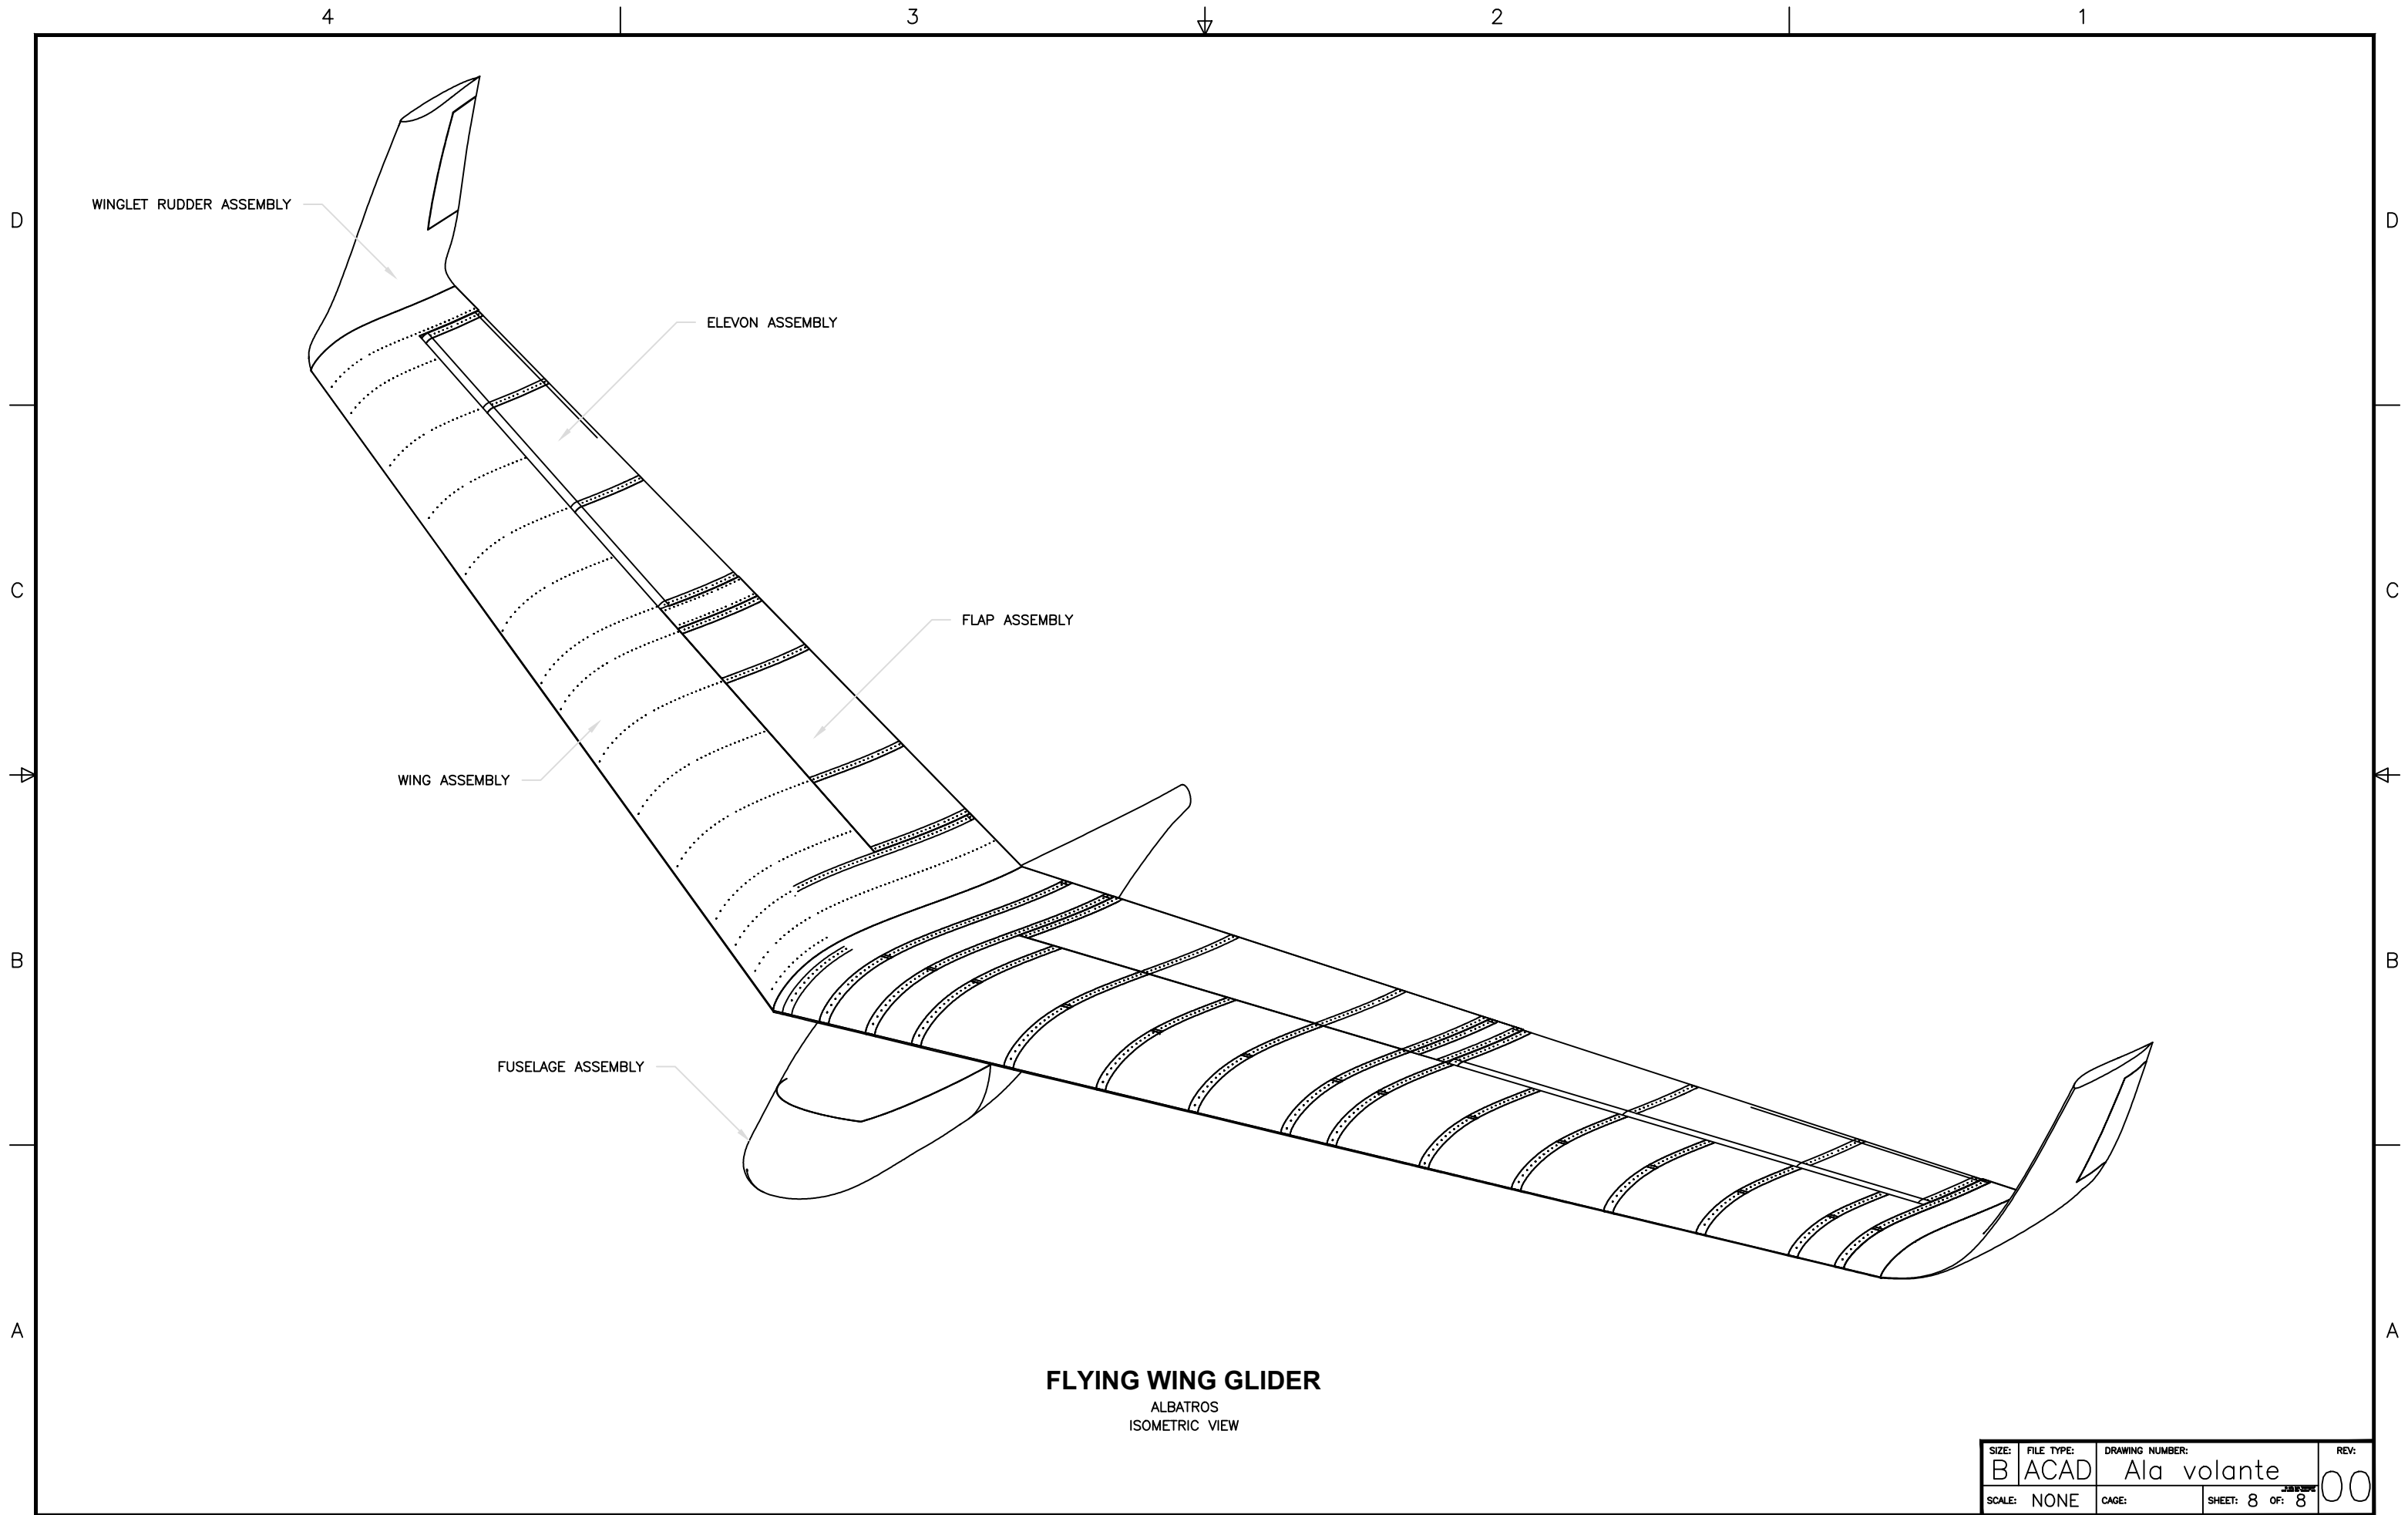 4 3 2 1
WINGLET RUDDER ASSEMBLY
D D
ELEVON ASSEMBLY
C C
FLAP ASSEMBLY
WING ASSEMBLY
B B
FUSELAGE ASSEMBLY
A A
FLYING WING GLIDER
ALBATROS
ISOMETRIC VIEW
SIZE: FILE TYPE: DRAWING NUMBER: REV:
B ACAD Ala volante 00
SCALE: NONE CAGE: SHEET: 8 OF: 8